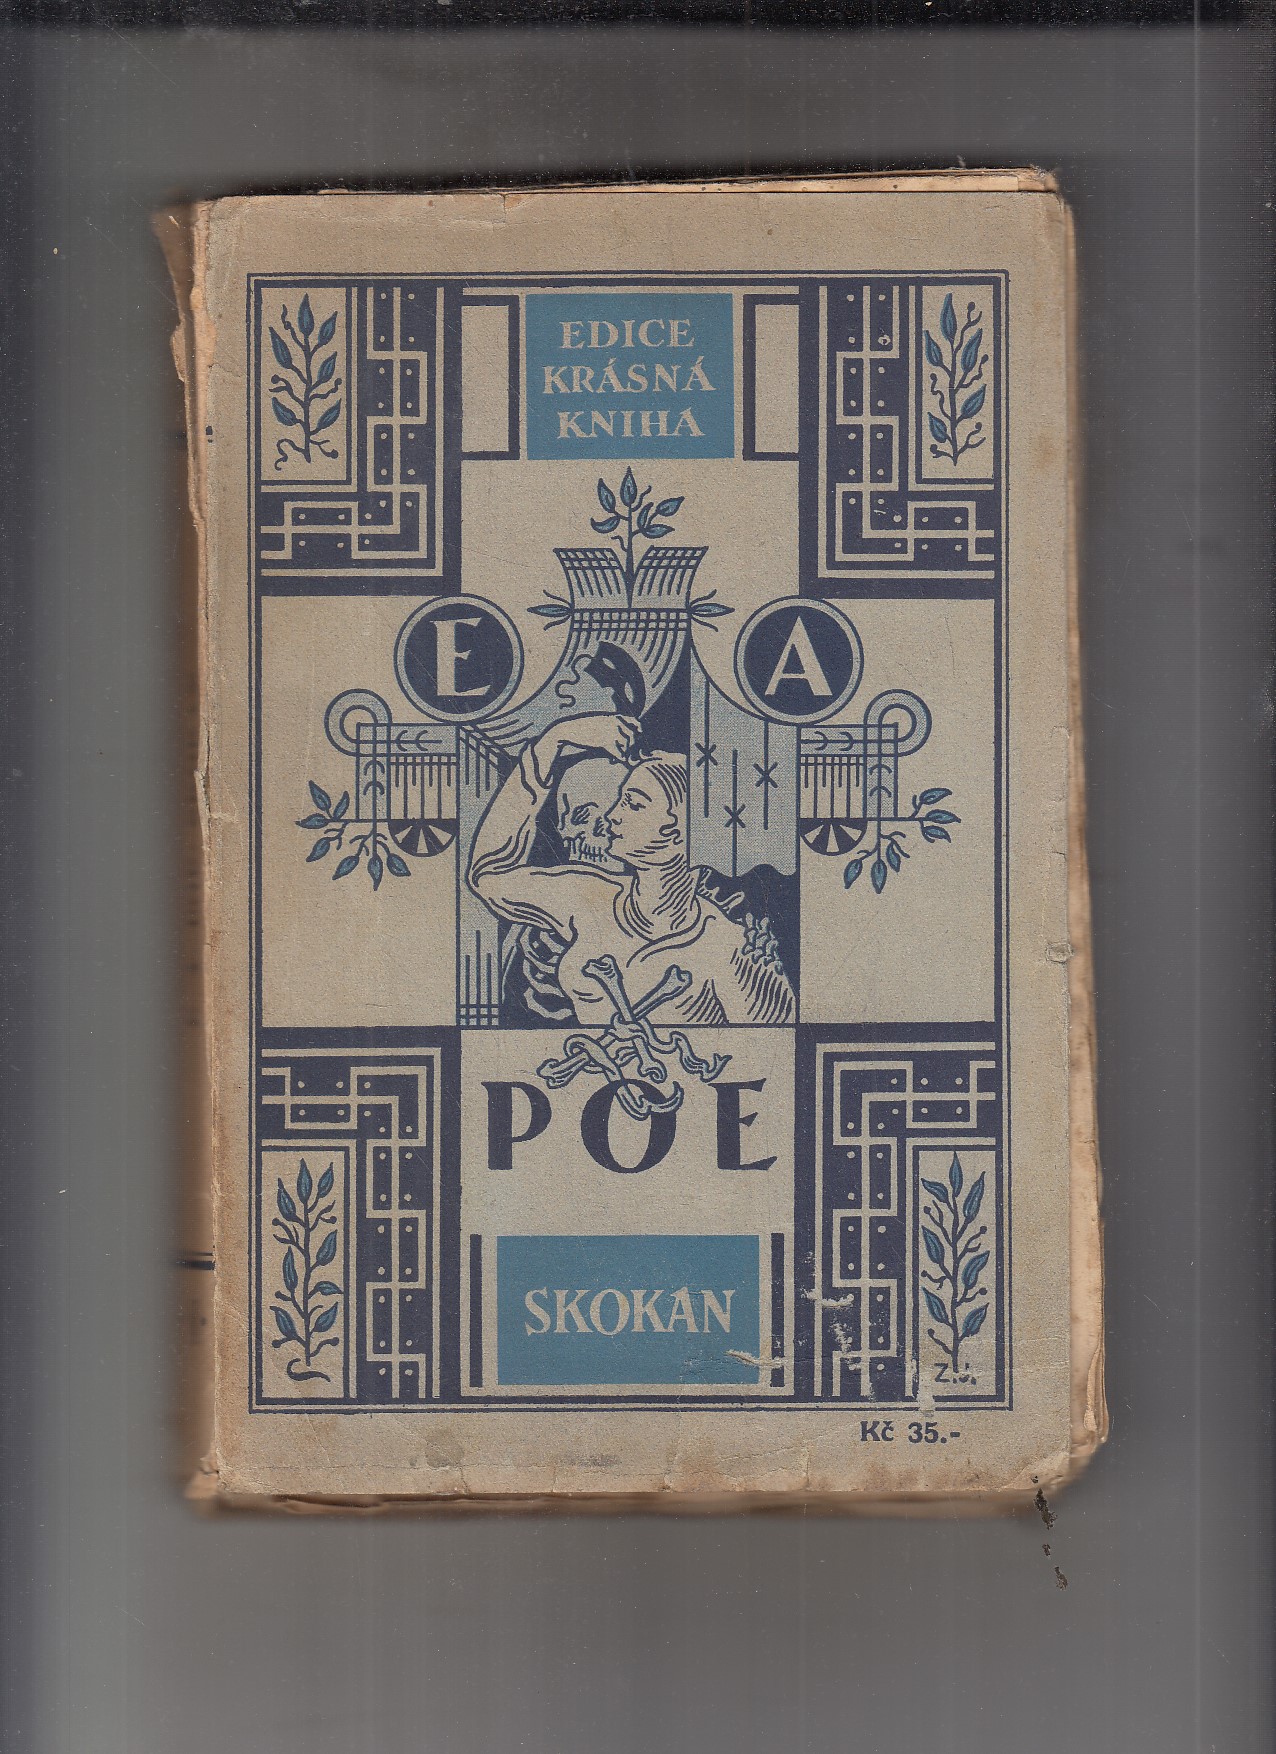 EDICE
KRÁSNÁ
KNIHA
E A
POE
SKOKAN
Kč 35.-